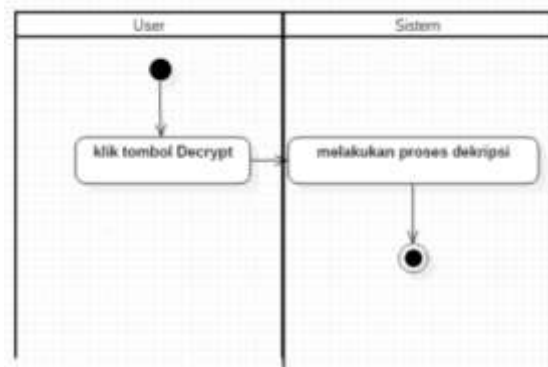 User
Sistem
klik tombol Decrypt
melakukan proses dekripsi